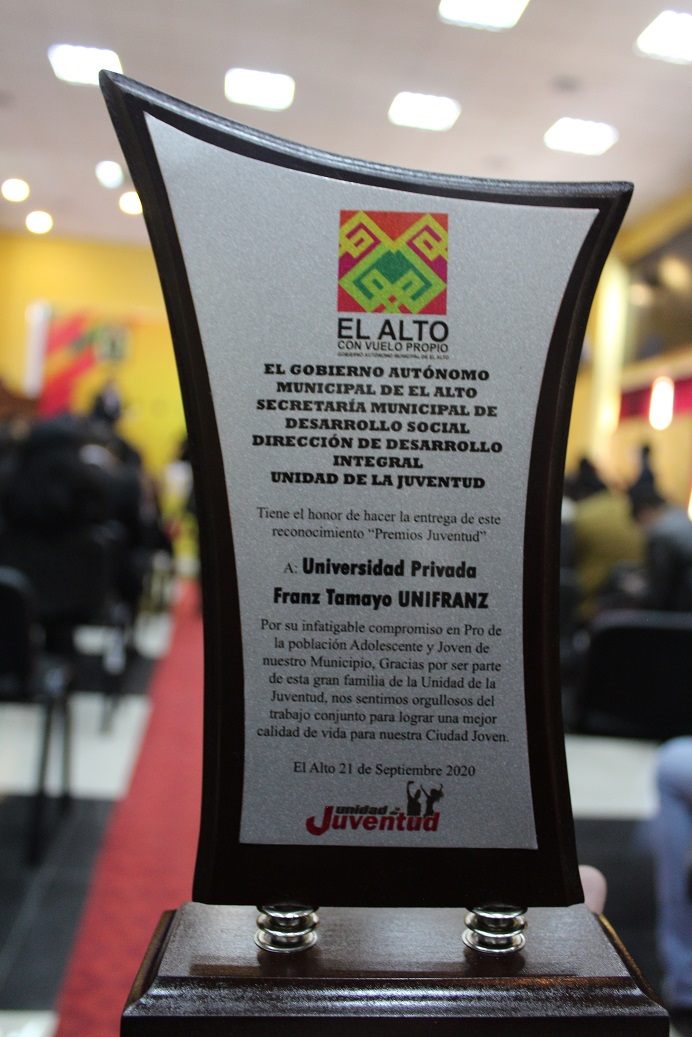 EL ALTO
CON VUELO PROPIO
GOBIERNO AUTÓNOMO MUNICIPAL DE EL ALTO
EL GOBIERNO AUTÓNOMO
MUNICIPAL DE EL ALTO
SECRETARÍA MUNICIPAL DE
DESARROLLO SOCIAL
DIRECCIÓN DE DESARROLLO
INTEGRAL
UNIDAD DE LA JUVENTUD
Tiene el honor de hacer la entrega de este
reconocimiento “Premios Juventud”
A: Universidad Privada
Franz Tamayo UNIFRANZ
Por su infatigable compromiso en Pro de
la población Adolescente y Joven de
nuestro Municipio, Gracias por ser parte
de esta gran familia de la Unidad de la
Juventud, nos sentimos orgullosos del
trabajo conjunto para lograr una mejor
calidad de vida para nuestra Ciudad Joven.
El Alto 21 de Septiembre 2020
unidad de la
Juventud